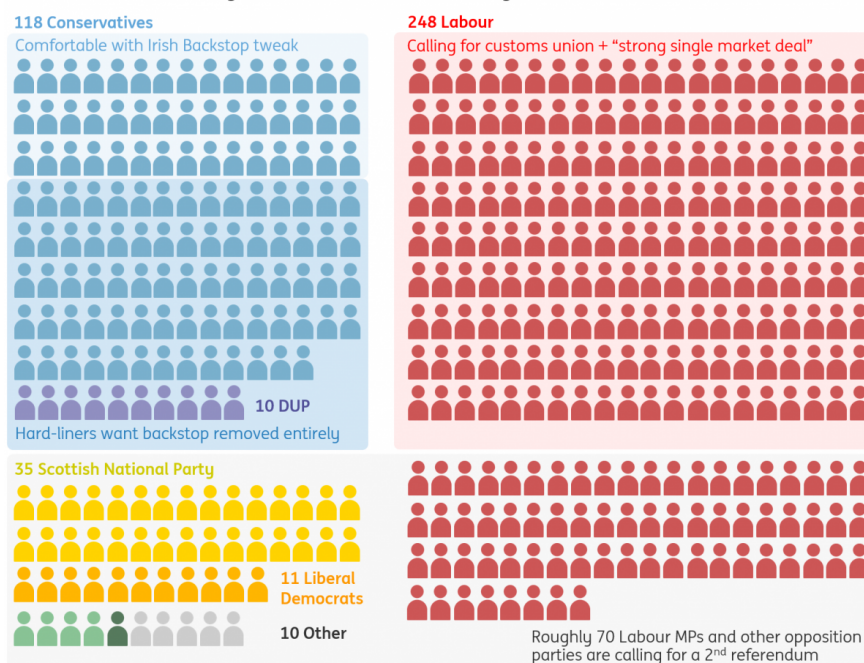 118 Conservatives
Comfortable with Irish Backstop tweak
248 Labour
Calling for customs union + “strong single market deal”
10 DUP
Hard-liners want backstop removed entirely
35 Scottish National Party
11 Liberal
Democrats
10 Other
Roughly 70 Labour MPs and other opposition
parties are calling for a 2nd referendum